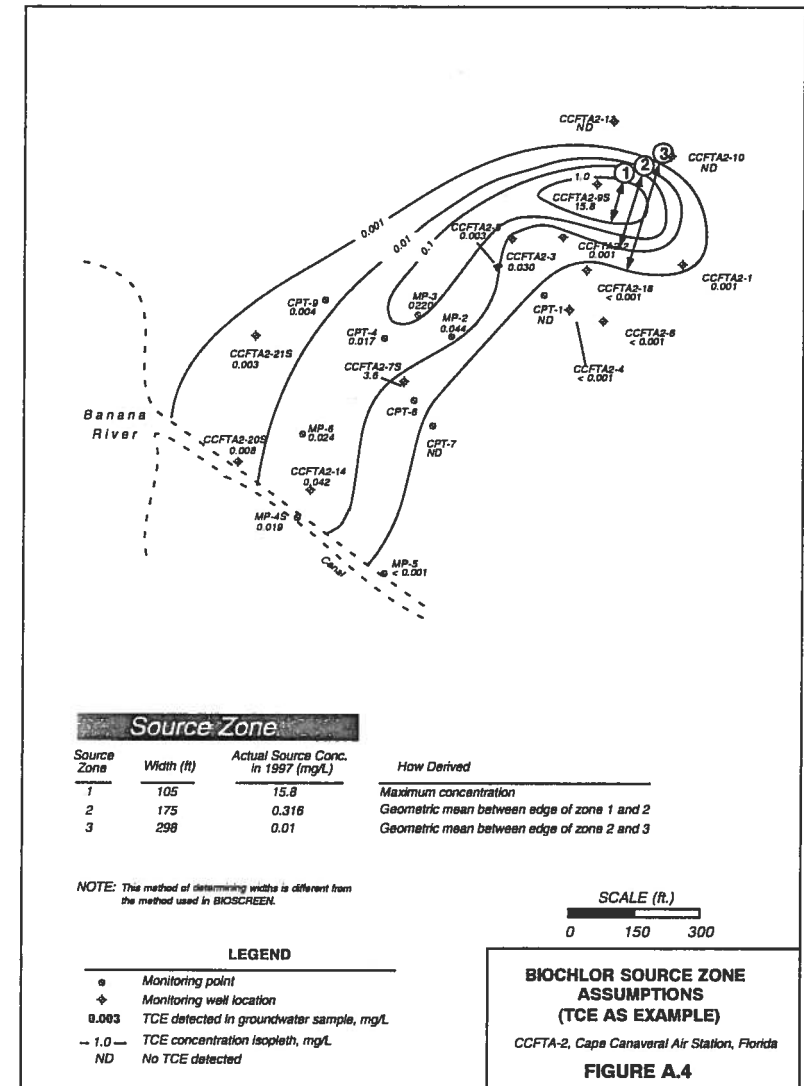 CCFTA2-13
ND
3
2
1
CCFTA2-10
ND
1.0
CCFTA2-9S
15.8
0.001
0.01
0.1
0.003
CCFTA2-3
0.030
CCFTA2-2
0.001
CCFTA2-1
0.001
CCFTA2-18
< 0.001
CPT-9
0.004
MP-3
0220
MP-2
0.044
CPT-1
ND
CCFTA2-6
< 0.001
CCFTA2-4
< 0.001
CPT-4
0.017
CCFTA2-21S
0.003
CCFTA2-7S
3.6
CPT-6
CPT-7
ND
Banana
River
CCFTA2-20S
0.008
MP-6
0.024
CCFTA2-14
0.042
MP-4S
0.019
Canal
MP-5
< 0.001
Source Zone
Source Zone Width (ft) Actual Source Conc. in 1997 (mg/L) How Derived
1 105 15.8 Maximum concentration
2 175 0.316 Geometric mean between edge of zone 1 and 2
3 298 0.01 Geometric mean between edge of zone 2 and 3
NOTE: This method of determining widths is different from
the method used in BIOSCREEN.
SCALE (ft.)
0 150 300
LEGEND
Monitoring point
Monitoring well location
0.003 TCE detected in groundwater sample, mg/L
– 1.0 — TCE concentration isopleth, mg/L
ND No TCE detected
BIOCHLOR SOURCE ZONE
ASSUMPTIONS
(TCE AS EXAMPLE)
CCFTA-2, Cape Canaveral Air Station, Florida
FIGURE A.4